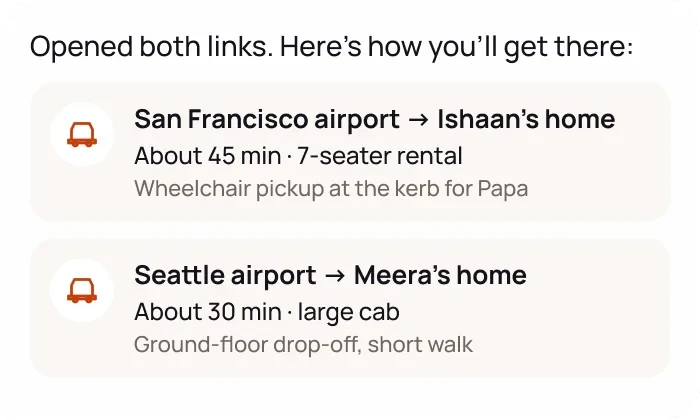 Opened both links. Here’s how you’ll get there:
San Francisco airport → Ishaan’s home
About 45 min · 7-seater rental
Wheelchair pickup at the kerb for Papa
Seattle airport → Meera’s home
About 30 min · large cab
Ground-floor drop-off, short walk